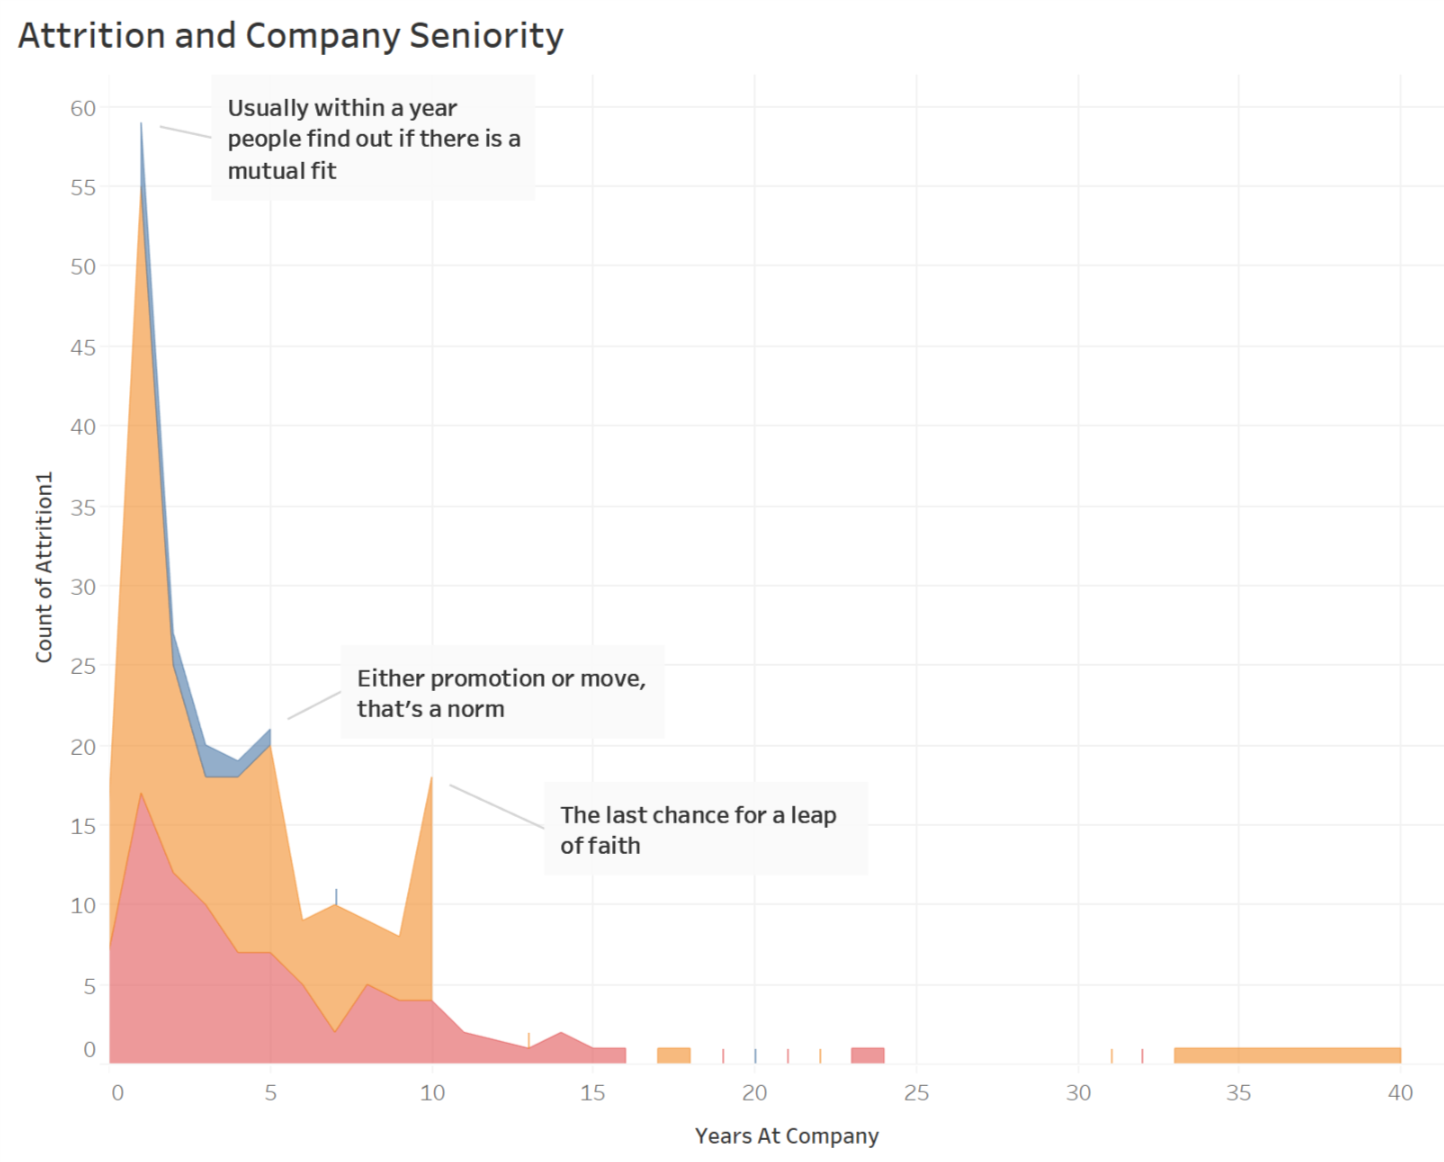 Attrition and Company Seniority
Usually within a year
people find out if there is a
mutual fit
60
55
50
45
40
35
30
25
20
15
10
5
0
Count of Attrition1
Either promotion or move,
that's a norm
The last chance for a leap
of faith
0 5 10 15 20 25 30 35 40
Years At Company